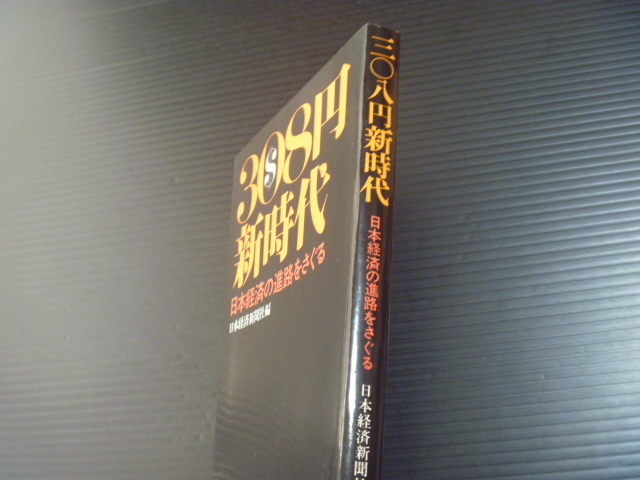 308円
$
新時代
日本経済の進路をさぐる
日本経済新聞社編
三〇八円新時代
日本経済の進路をさぐる
日本経済新聞